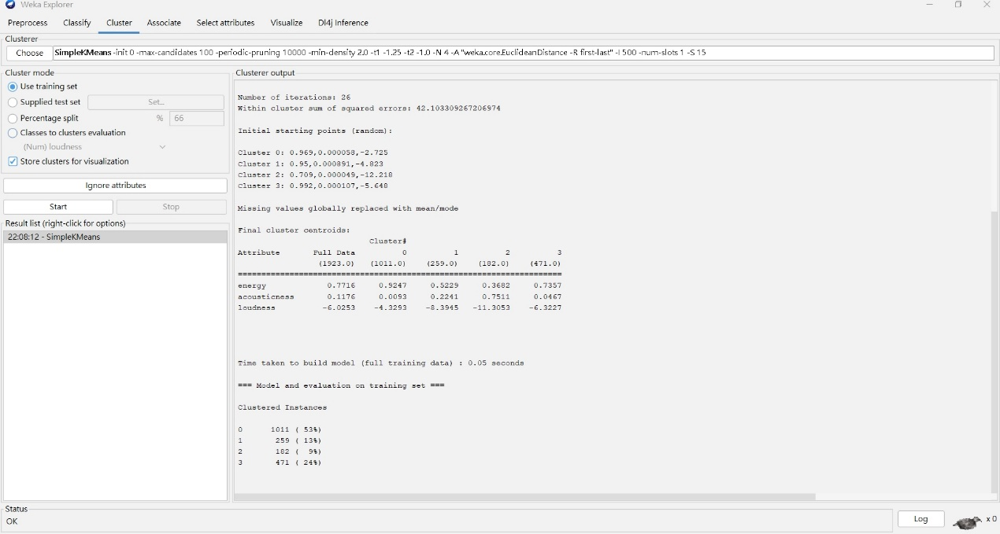 Weka Explorer
Preprocess Classify Cluster Associate Select attributes Visualize Dl4j Inference
Clusterer
Choose SimpleKMeans -init 0 -max-candidates 100 -periodic-pruning 10000 -min-density 2.0 -t1 -1.25 -t2 -1.0 -N 4 -A "weka.core.EuclideanDistance -R first-last" -I 500 -num-slots 1 -S 15
Cluster mode
Use training set
Supplied test set Set...
Percentage split % 66
Classes to clusters evaluation
(Num) loudness
Store clusters for visualization
Ignore attributes
Start Stop
Result list (right-click for options)
22:08:12 - SimpleKMeans
Clusterer output
Number of iterations: 26
Within cluster sum of squared errors: 42.103309267206974
Initial starting points (random):
Cluster 0: 0.969,0.000058,-2.725
Cluster 1: 0.95,0.000891,-4.823
Cluster 2: 0.709,0.000049,-12.218
Cluster 3: 0.992,0.000107,-5.648
Missing values globally replaced with mean/mode
Final cluster centroids:
Cluster#
Attribute Full Data 0 1 2 3
(1923.0) (1011.0) (259.0) (182.0) (471.0)
==================================================================
energy 0.7716 0.9247 0.5229 0.3682 0.7357
acousticness 0.1176 0.0093 0.2241 0.7511 0.0467
loudness -6.0253 -4.3293 -8.3945 -11.3053 -6.3227
Time taken to build model (full training data) : 0.05 seconds
=== Model and evaluation on training set ===
Clustered Instances
0 1011 ( 53%)
1 259 ( 13%)
2 182 ( 9%)
3 471 ( 24%)
Status
OK
Log x 0